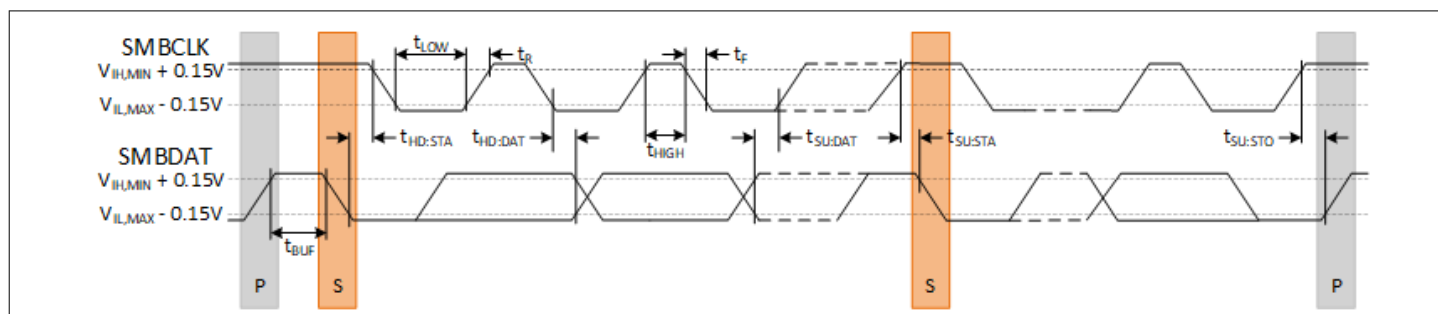 SMBCLK
tLOW
tR
tF
VIH,MIN + 0.15V
VIL,MAX - 0.15V
tHD:STA
tHD:DAT
tHIGH
tSU:DAT
tSU:STA
tSU:STO
SMBDAT
VIH,MIN + 0.15V
VIL,MAX - 0.15V
tBUF
P
S
S
P